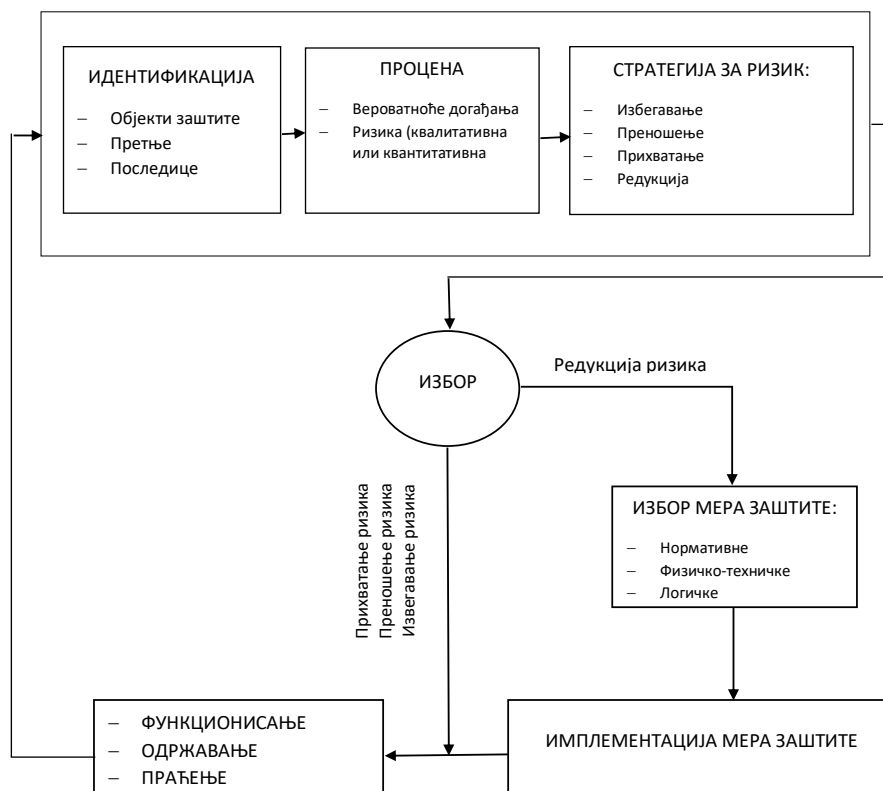 ИДЕНТИФИКАЦИЈА
– Објекти заштите
– Претње
– Последице
ПРОЦЕНА
– Вероватноће догађања
– Ризика (квалитативна
или квантитативна
СТРАТЕГИЈА ЗА РИЗИК:
– Избегавање
– Преношење
– Прихватање
– Редукција
ИЗБОР
Редукција ризика
Прихватање ризика
Преношење ризика
Извегавање ризика
ИЗБОР МЕРА ЗАШТИТЕ:
– Нормативне
– Физичко-техничке
– Логичке
– ФУНКЦИОНИСАЊЕ
– ОДРЖАВАЊЕ
– ПРАЋЕЊЕ
ИМПЛЕМЕНТАЦИЈА МЕРА ЗАШТИТЕ